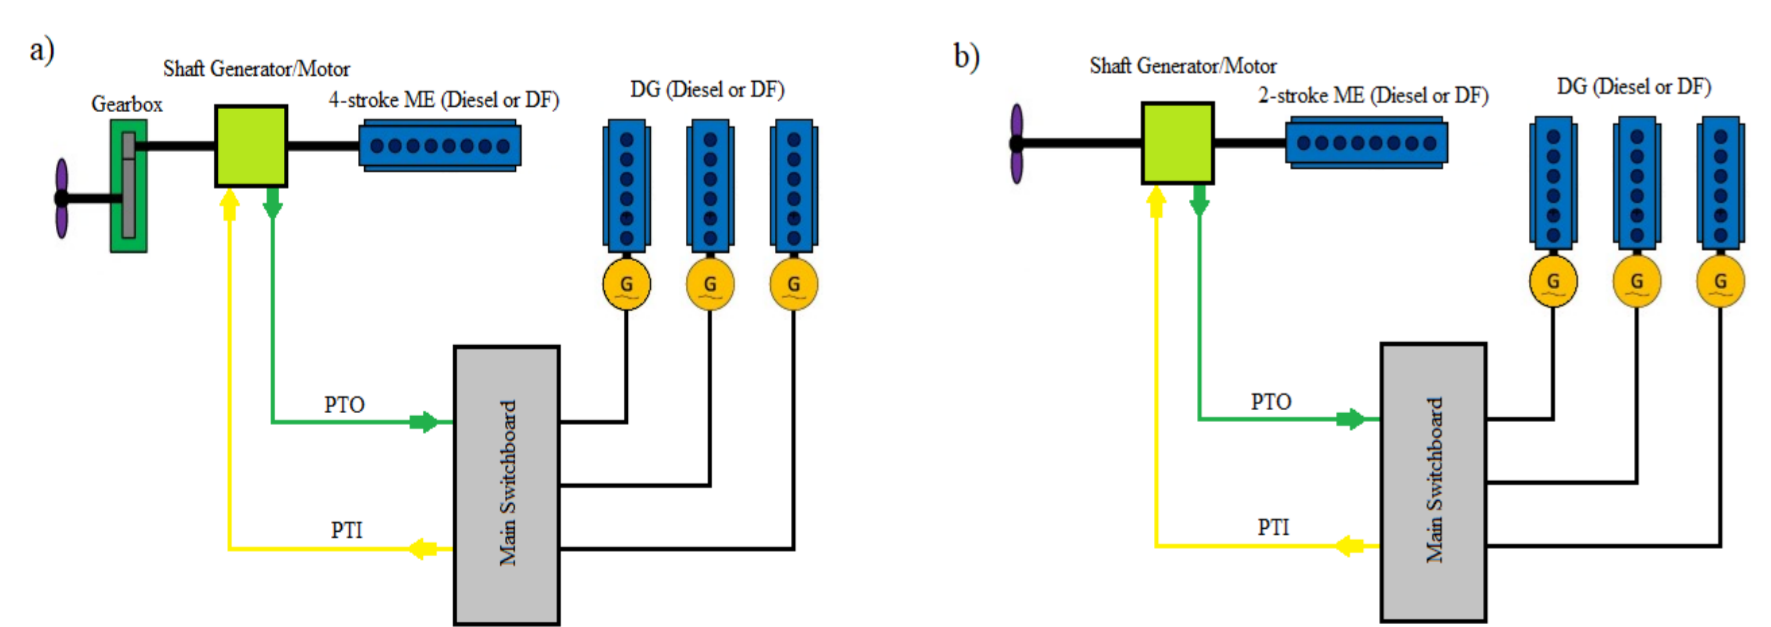 a)
Shaft Generator/Motor
Gearbox
4-stroke ME (Diesel or DF)
DG (Diesel or DF)
G
G
G
PTO
PTI
Main Switchboard
b)
Shaft Generator/Motor
2-stroke ME (Diesel or DF)
DG (Diesel or DF)
G
G
G
PTO
PTI
Main Switchboard